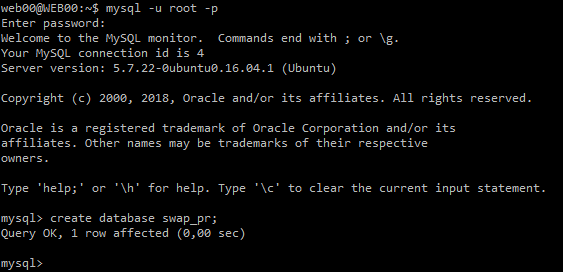 web00@WEB00:~$ mysql -u root -p
Enter password:
Welcome to the MySQL monitor.  Commands end with ; or \g.
Your MySQL connection id is 4
Server version: 5.7.22-0ubuntu0.16.04.1 (Ubuntu)
Copyright (c) 2000, 2018, Oracle and/or its affiliates. All rights reserved.
Oracle is a registered trademark of Oracle Corporation and/or its
affiliates. Other names may be trademarks of their respective
owners.
Type 'help;' or '\h' for help. Type '\c' to clear the current input statement.
mysql> create database swap_pr;
Query OK, 1 row affected (0,00 sec)
mysql>